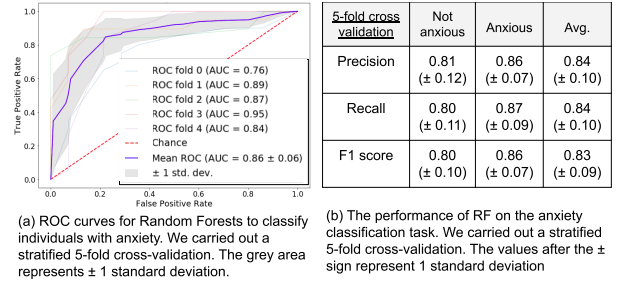 1.0
0.8
0.6
0.4
0.2
0.0
True Positive Rate
0.0 0.2 0.4 0.6 0.8 1.0
False Positive Rate
ROC fold 0 (AUC = 0.76)
ROC fold 1 (AUC = 0.89)
ROC fold 2 (AUC = 0.87)
ROC fold 3 (AUC = 0.95)
ROC fold 4 (AUC = 0.84)
Chance
Mean ROC (AUC = 0.86 ± 0.06)
± 1 std. dev.
(a) ROC curves for Random Forests to classify
individuals with anxiety. We carried out a
stratified 5-fold cross-validation. The grey area
represents ± 1 standard deviation.
5-fold cross
validation
Not
anxious
Anxious
Avg.
Precision
0.81
(± 0.12)
0.86
(± 0.07)
0.84
(± 0.10)
Recall
0.80
(± 0.11)
0.87
(± 0.09)
0.84
(± 0.10)
F1 score
0.80
(± 0.10)
0.86
(± 0.07)
0.83
(± 0.09)
(b) The performance of RF on the anxiety
classification task. We carried out a stratified
5-fold cross-validation. The values after the ±
sign represent 1 standard deviation